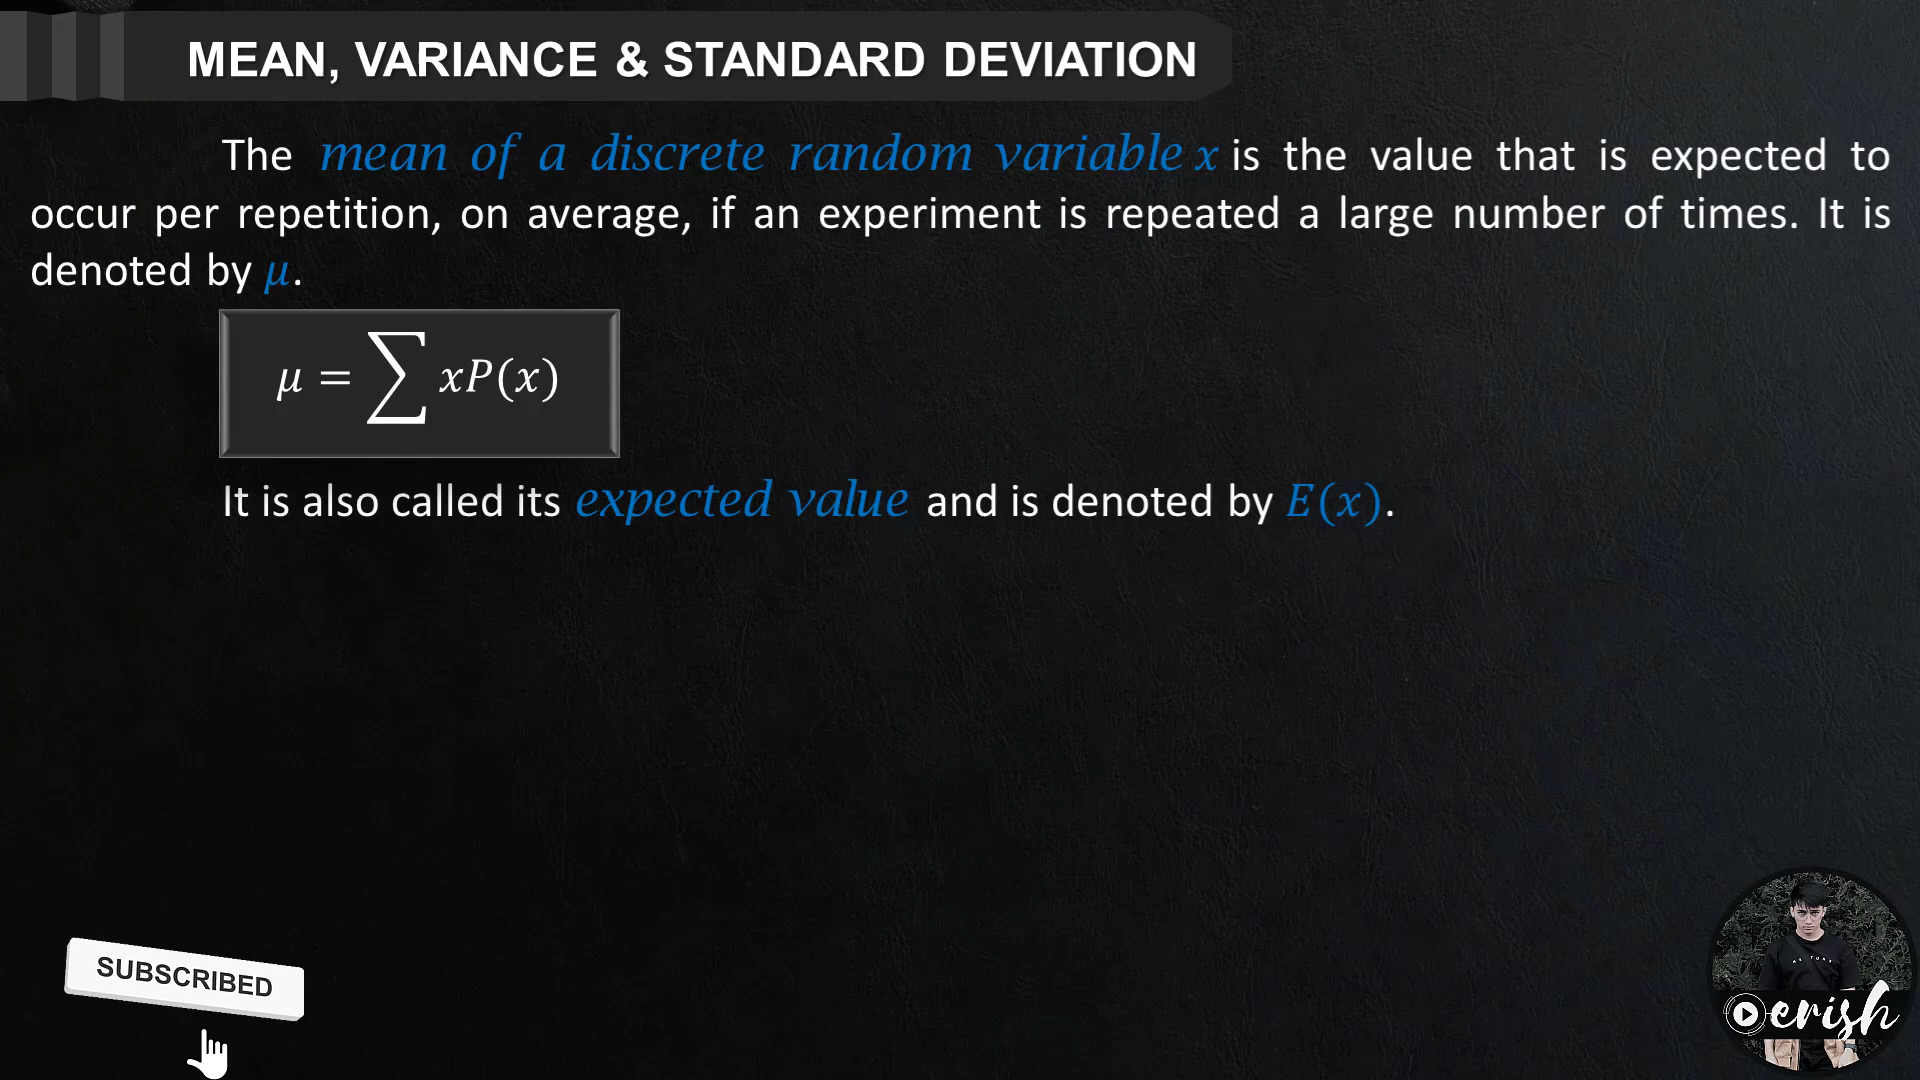 MEAN, VARIANCE & STANDARD DEVIATION
The mean of a discrete random variable x is the value that is expected to
occur per repetition, on average, if an experiment is repeated a large number of times. It is
denoted by μ.
μ = ∑ xP(x)
It is also called its expected value and is denoted by E(x).
SUBSCRIBED
erish